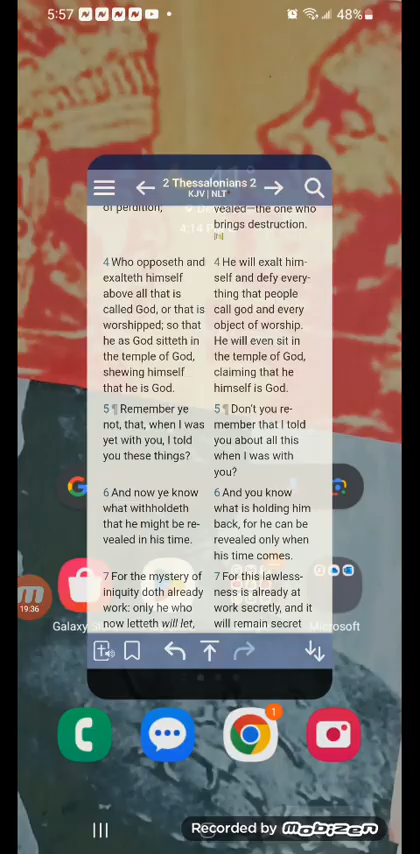 5:57
48%
2 Thessalonians 2
KJV | NLT
of perdition;
vealed—the one who
brings destruction.
4:14 P
4 Who opposeth and
exalteth himself
above all that is
called God, or that is
worshipped; so that
he as God sitteth in
the temple of God,
shewing himself
that he is God.
4 He will exalt him-
self and defy every-
thing that people
call god and every
object of worship.
He will even sit in
the temple of God,
claiming that he
himself is God.
5 ¶ Remember ye
not, that, when I was
yet with you, I told
you these things?
5 ¶ Don't you re-
member that I told
you about all this
when I was with
you?
6 And now ye know
what withholdeth
that he might be re-
vealed in his time.
6 And you know
what is holding him
back, for he can be
revealed only when
his time comes.
7 For the mystery of
iniquity doth already
work: only he who
now letteth will let,
7 For this lawless-
ness is already at
work secretly, and it
will remain secret
19:36
Galaxy
Microsoft
1
Recorded by Mobizen